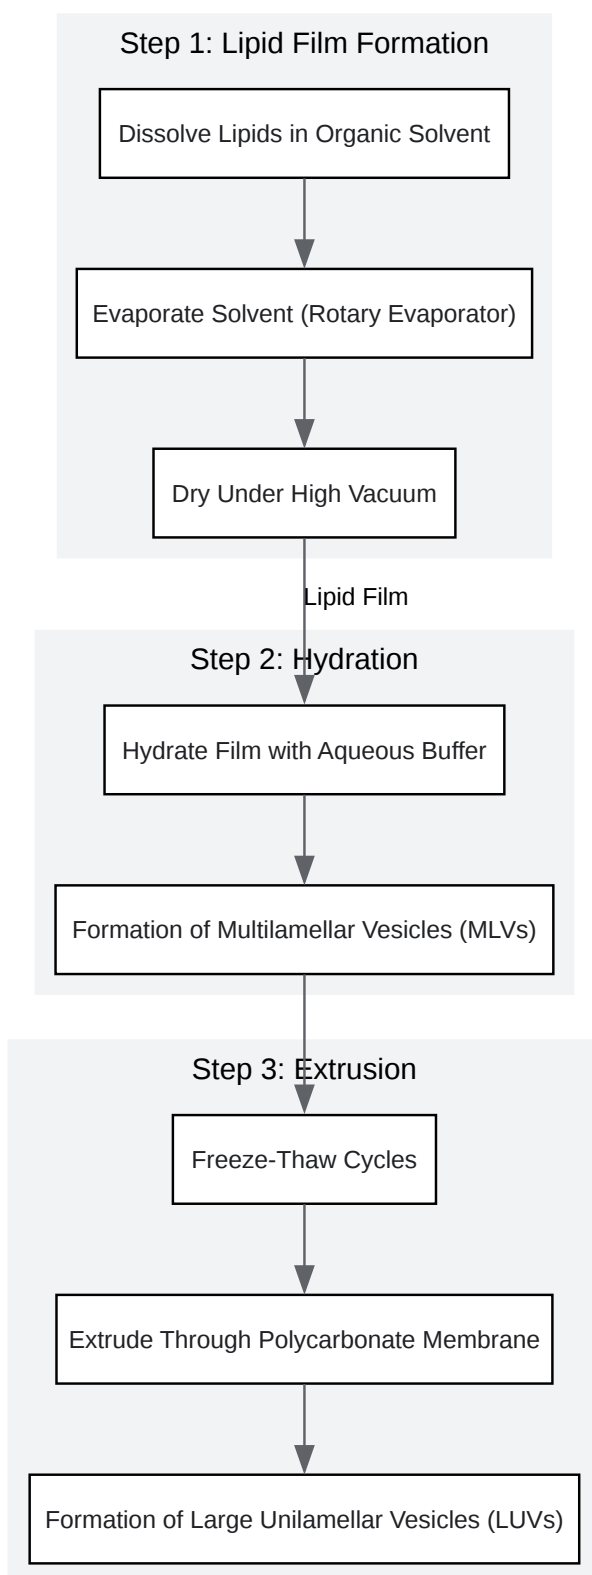 Step 1: Lipid Film Formation
Dissolve Lipids in Organic Solvent
Evaporate Solvent (Rotary Evaporator)
Dry Under High Vacuum
Lipid Film
Step 2: Hydration
Hydrate Film with Aqueous Buffer
Formation of Multilamellar Vesicles (MLVs)
Step 3: Extrusion
Freeze-Thaw Cycles
Extrude Through Polycarbonate Membrane
Formation of Large Unilamellar Vesicles (LUVs)